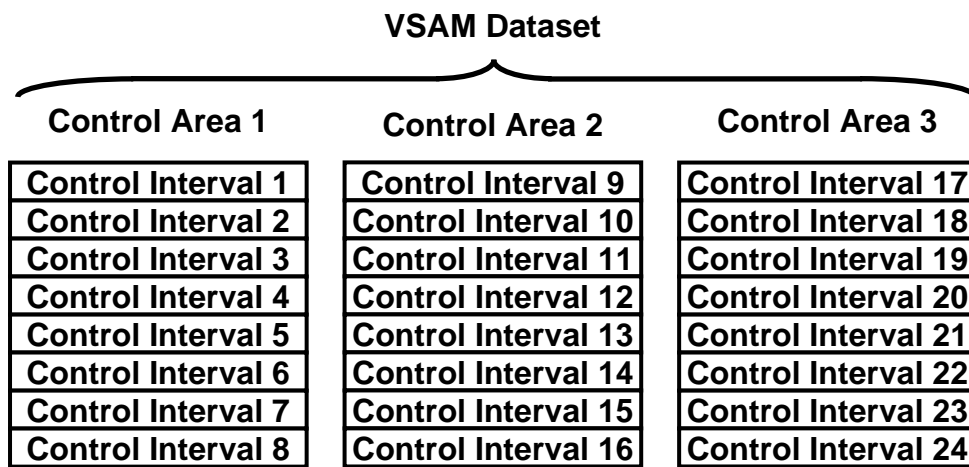 VSAM Dataset
Control Area 1
Control Area 2
Control Area 3
Control Interval 1
Control Interval 2
Control Interval 3
Control Interval 4
Control Interval 5
Control Interval 6
Control Interval 7
Control Interval 8
Control Interval 9
Control Interval 10
Control Interval 11
Control Interval 12
Control Interval 13
Control Interval 14
Control Interval 15
Control Interval 16
Control Interval 17
Control Interval 18
Control Interval 19
Control Interval 20
Control Interval 21
Control Interval 22
Control Interval 23
Control Interval 24